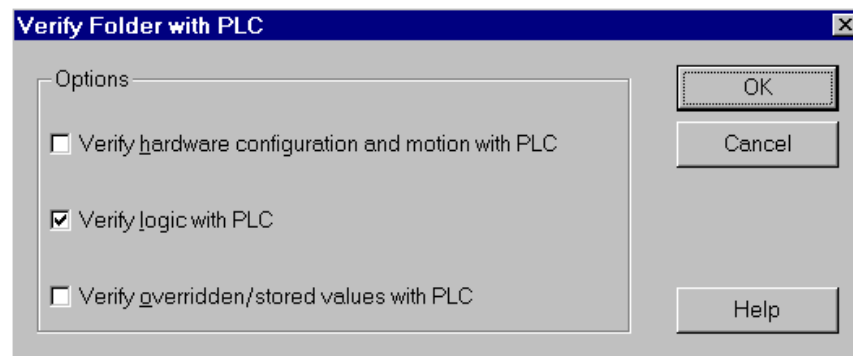 Verify Folder with PLC
Options
Verify hardware configuration and motion with PLC
Verify logic with PLC
Verify overridden/stored values with PLC
OK
Cancel
Help